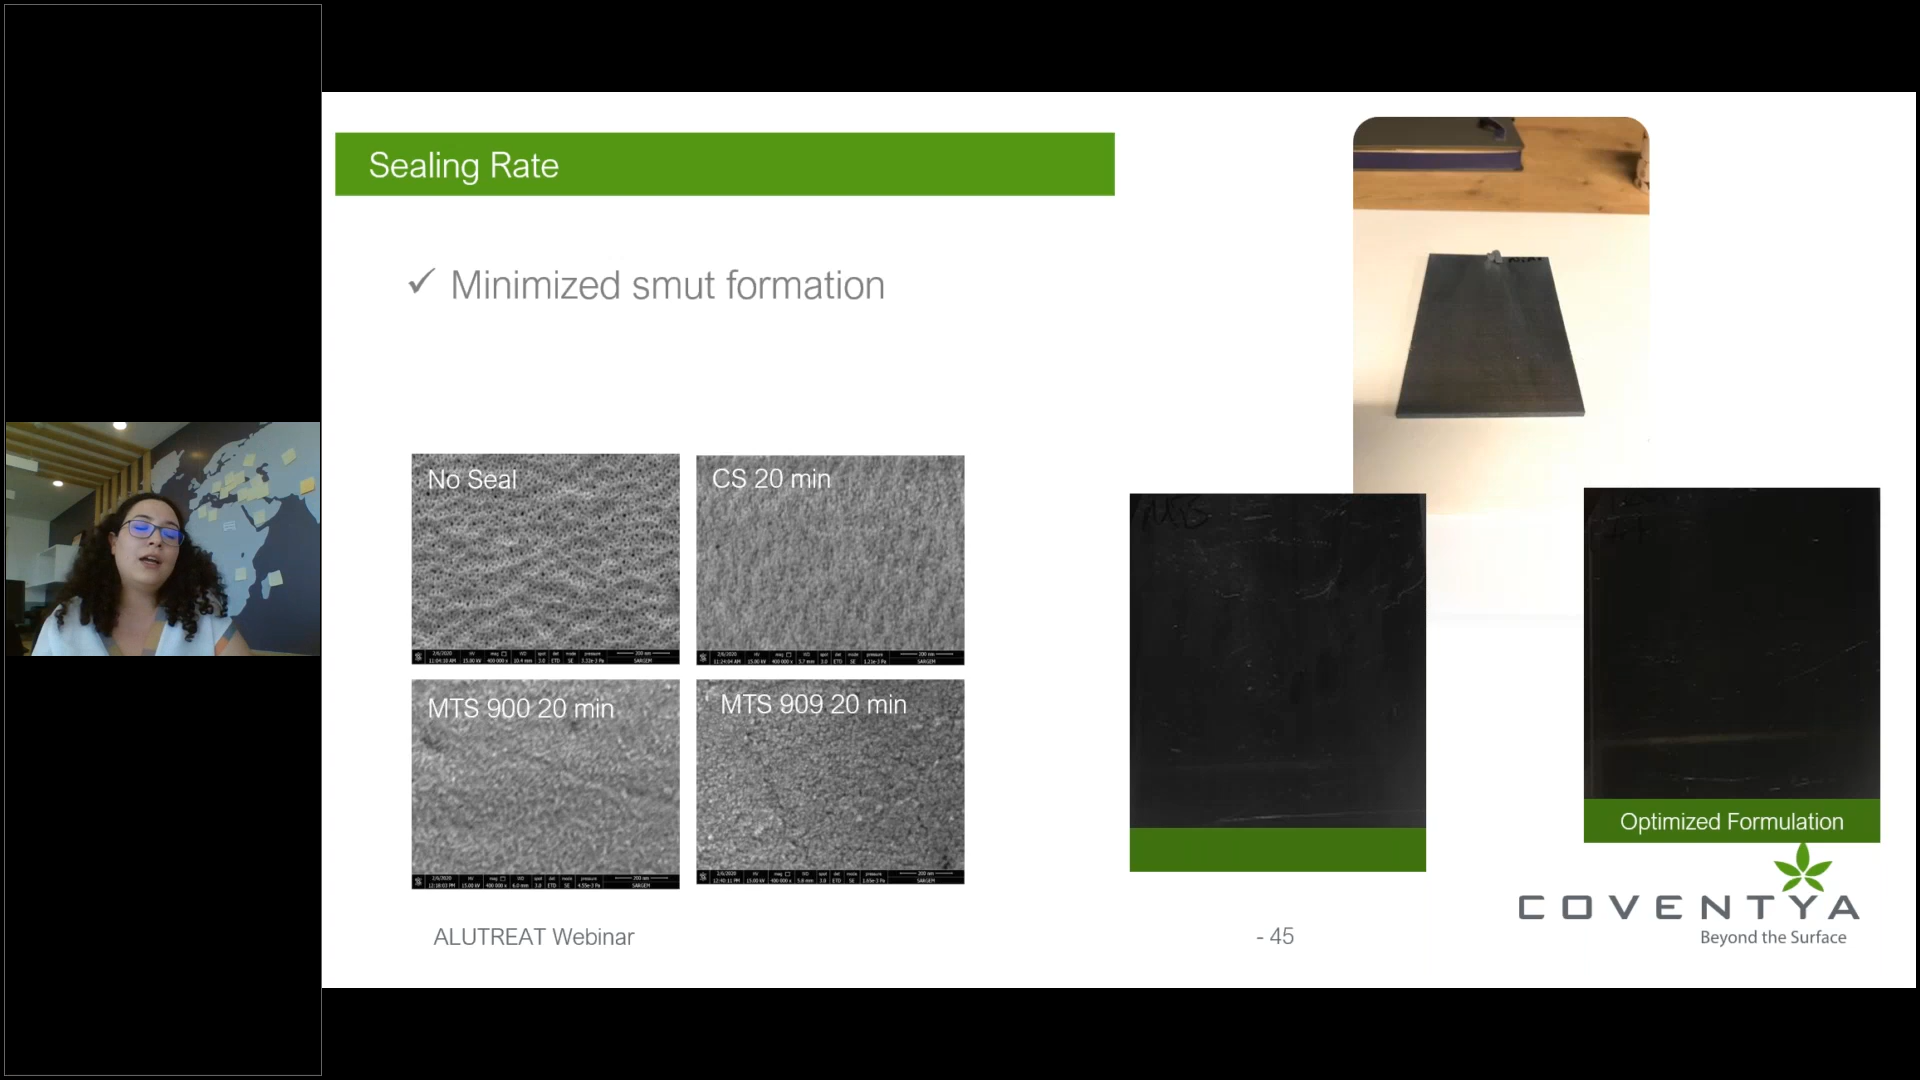 Sealing Rate
✓ Minimized smut formation
No Seal
CS 20 min
MTS 900 20 min
MTS 909 20 min
Optimized Formulation
COVENTYA
Beyond the Surface
ALUTREAT Webinar
- 45